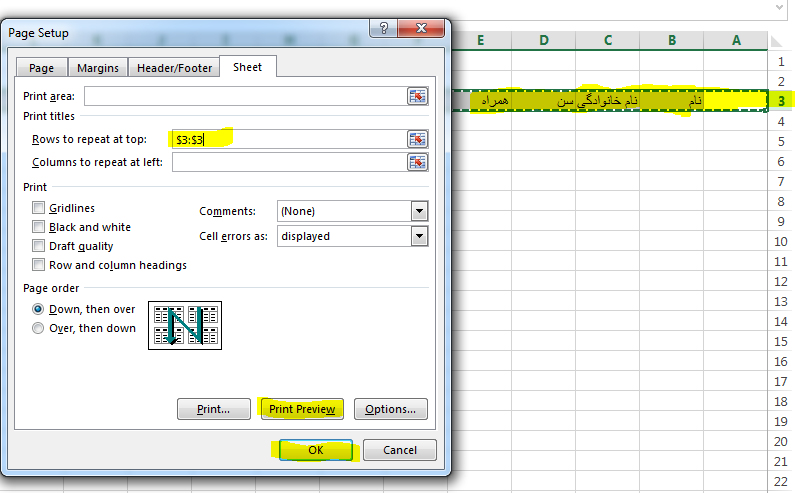 Page Setup
?
Page Margins Header/Footer Sheet
Print area:
Print titles
Rows to repeat at top: $3:$3
Columns to repeat at left:
Print
Gridlines
Black and white
Draft quality
Row and column headings
Comments: (None)
Cell errors as: displayed
Page order
Down, then over
Over, then down
Print... Print Preview Options...
OK Cancel
E D C B A
1
2
3
نام نام خانوادگي سن همراه
4
5
6
7
8
9
10
11
12
13
14
15
16
17
18
19
20
21
22